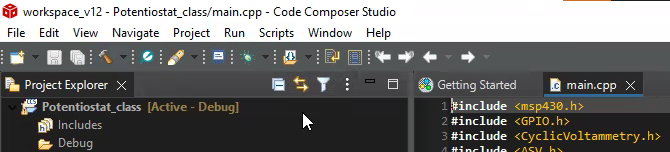 workspace_v12 - Potentiostat_class/main.cpp - Code Composer Studio
File Edit View Navigate Project Run Scripts Window Help
Project Explorer
Getting Started
main.cpp
Potentiostat_class [Active - Debug]
Includes
Debug
1 #include <msp430.h>
2 #include <GPIO.h>
3 #include <CyclicVoltammetry.h>
4 #include <ASV.h>